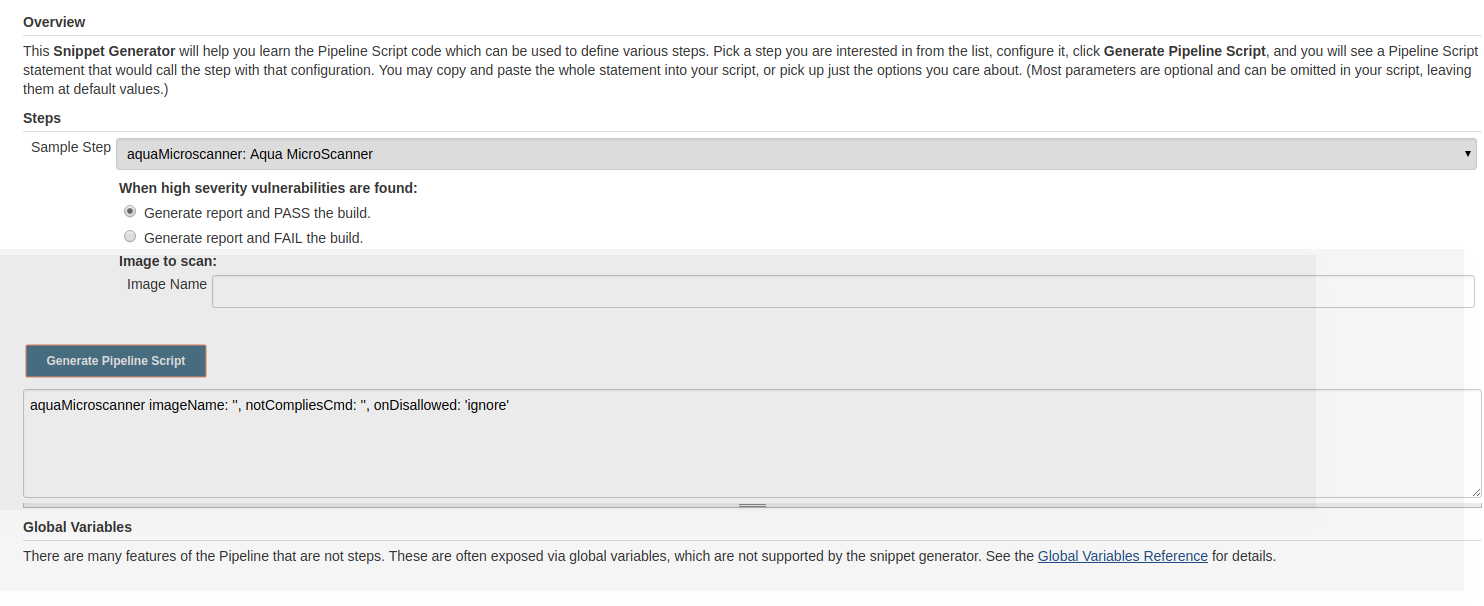 Overview
This Snippet Generator will help you learn the Pipeline Script code which can be used to define various steps. Pick a step you are interested in from the list, configure it, click Generate Pipeline Script, and you will see a Pipeline Script
statement that would call the step with that configuration. You may copy and paste the whole statement into your script, or pick up just the options you care about. (Most parameters are optional and can be omitted in your script, leaving
them at default values.)
Steps
Sample Step aquaMicroscanner: Aqua MicroScanner
When high severity vulnerabilities are found:
Generate report and PASS the build.
Generate report and FAIL the build.
Image to scan:
Image Name
Generate Pipeline Script
aquaMicroscanner imageName: '', notCompliesCmd: '', onDisallowed: 'ignore'
Global Variables
There are many features of the Pipeline that are not steps. These are often exposed via global variables, which are not supported by the snippet generator. See the Global Variables Reference for details.